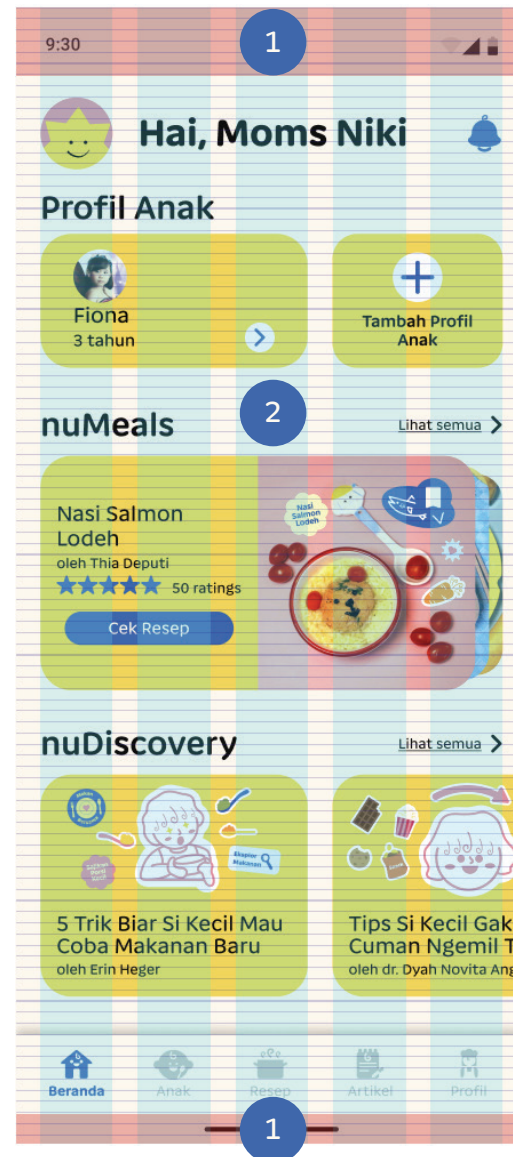 9:30
1
Hai, Moms Niki
Profil Anak
Fiona
3 tahun
Tambah Profil
Anak
2
nuMeals
Lihat semua
Nasi Salmon
Lodeh
oleh Thia Deputi
50 ratings
Cek Resep
Nasi
Salmon
Lodeh
nuDiscovery
Lihat semua
Eksplor
Makanan
5 Trik Biar Si Kecil Mau
Coba Makanan Baru
oleh Erin Heger
Tips Si Kecil Gak
Cuman Ngemil T
oleh dr. Dyah Novita Ang
Beranda
Anak
Resep
Artikel
Profil
1